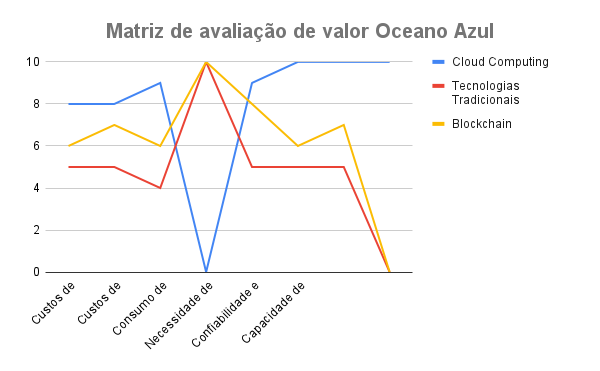 Matriz de avaliação de valor Oceano Azul
10
8
6
4
2
0
Cloud Computing
Tecnologias
Tradicionais
Blockchain
Custos de
Custos de
Consumo de
Necessidade de
Confiabilidade e
Capacidade de